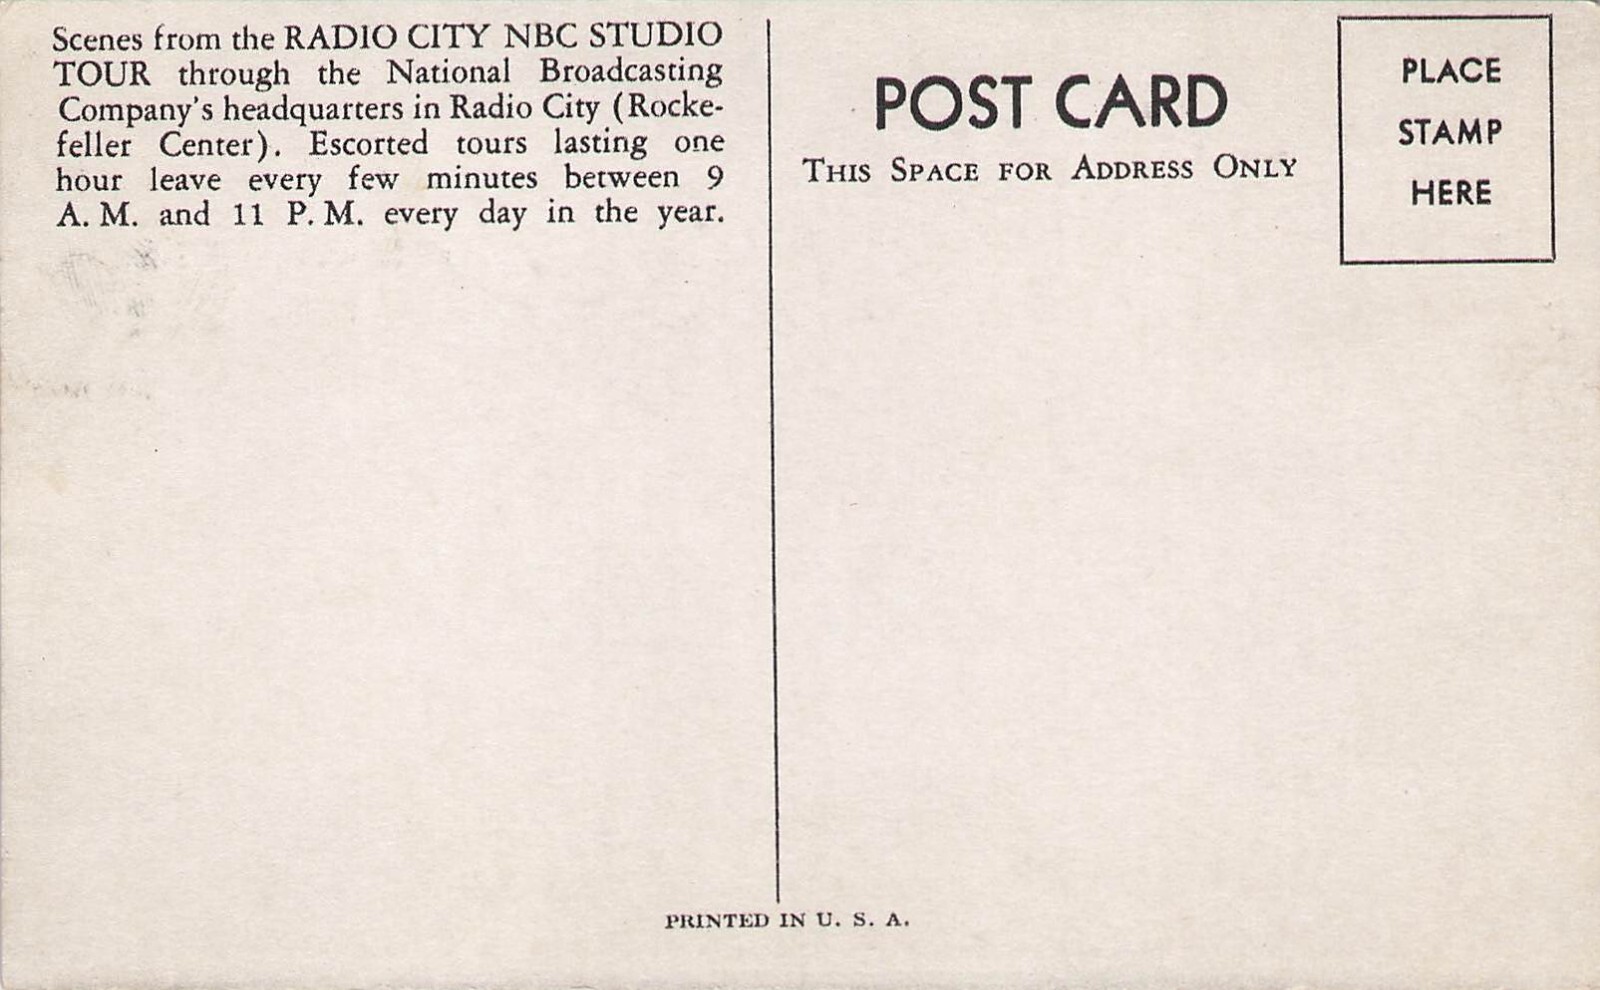 Scenes from the RADIO CITY NBC STUDIO
TOUR through the National Broadcasting
Company's headquarters in Radio City (Rocke-
feller Center). Escorted tours lasting one
hour leave every few minutes between 9
A. M. and 11 P. M. every day in the year.
POST CARD
THIS SPACE FOR ADDRESS ONLY
PLACE
STAMP
HERE
PRINTED IN U. S. A.